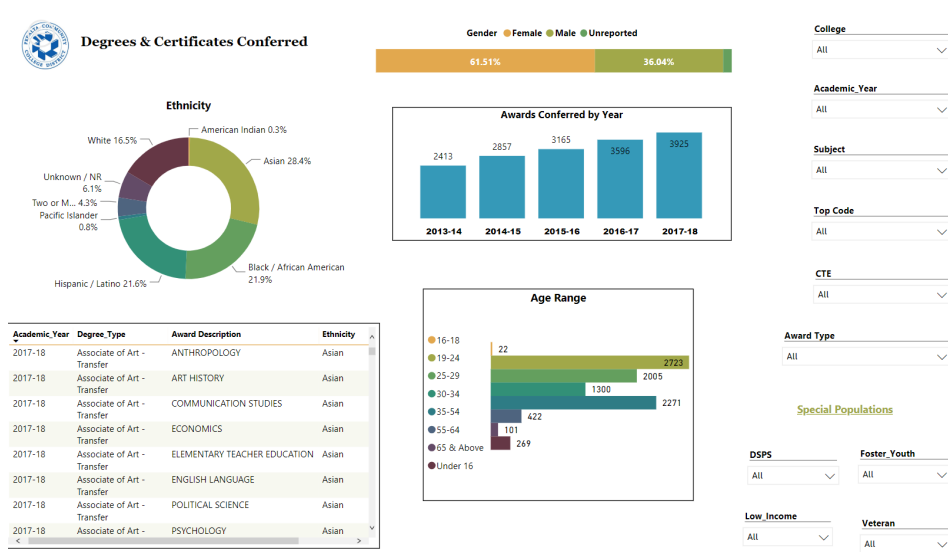 PERALTA COMMUNITY COLLEGE DISTRICT
Degrees & Certificates Conferred
Gender Female Male Unreported
61.51% 36.04%
College
All
Academic_Year
All
Subject
All
Top Code
All
CTE
All
Award Type
All
Special Populations
DSPS
All
Foster_Youth
All
Low_Income
All
Veteran
All
Ethnicity
American Indian 0.3%
White 16.5%
Asian 28.4%
Unknown / NR
6.1%
Two or M... 4.3%
Pacific Islander
0.8%
Black / African American
21.9%
Hispanic / Latino 21.6%
Awards Conferred by Year
2413 2857 3165 3596 3925
2013-14 2014-15 2015-16 2016-17 2017-18
Age Range
16-18 22
19-24 2723
25-29 2005
30-34 1300
35-54 2271
55-64 422
65 & Above 101
Under 16 269
Academic_Year Degree_Type Award Description Ethnicity
2017-18 Associate of Art - ANTHROPOLOGY Asian
Transfer
2017-18 Associate of Art - ART HISTORY Asian
Transfer
2017-18 Associate of Art - COMMUNICATION STUDIES Asian
Transfer
2017-18 Associate of Art - ECONOMICS Asian
Transfer
2017-18 Associate of Art - ELEMENTARY TEACHER EDUCATION Asian
Transfer
2017-18 Associate of Art - ENGLISH LANGUAGE Asian
Transfer
2017-18 Associate of Art - POLITICAL SCIENCE Asian
Transfer
2017-18 Associate of Art - PSYCHOLOGY Asian